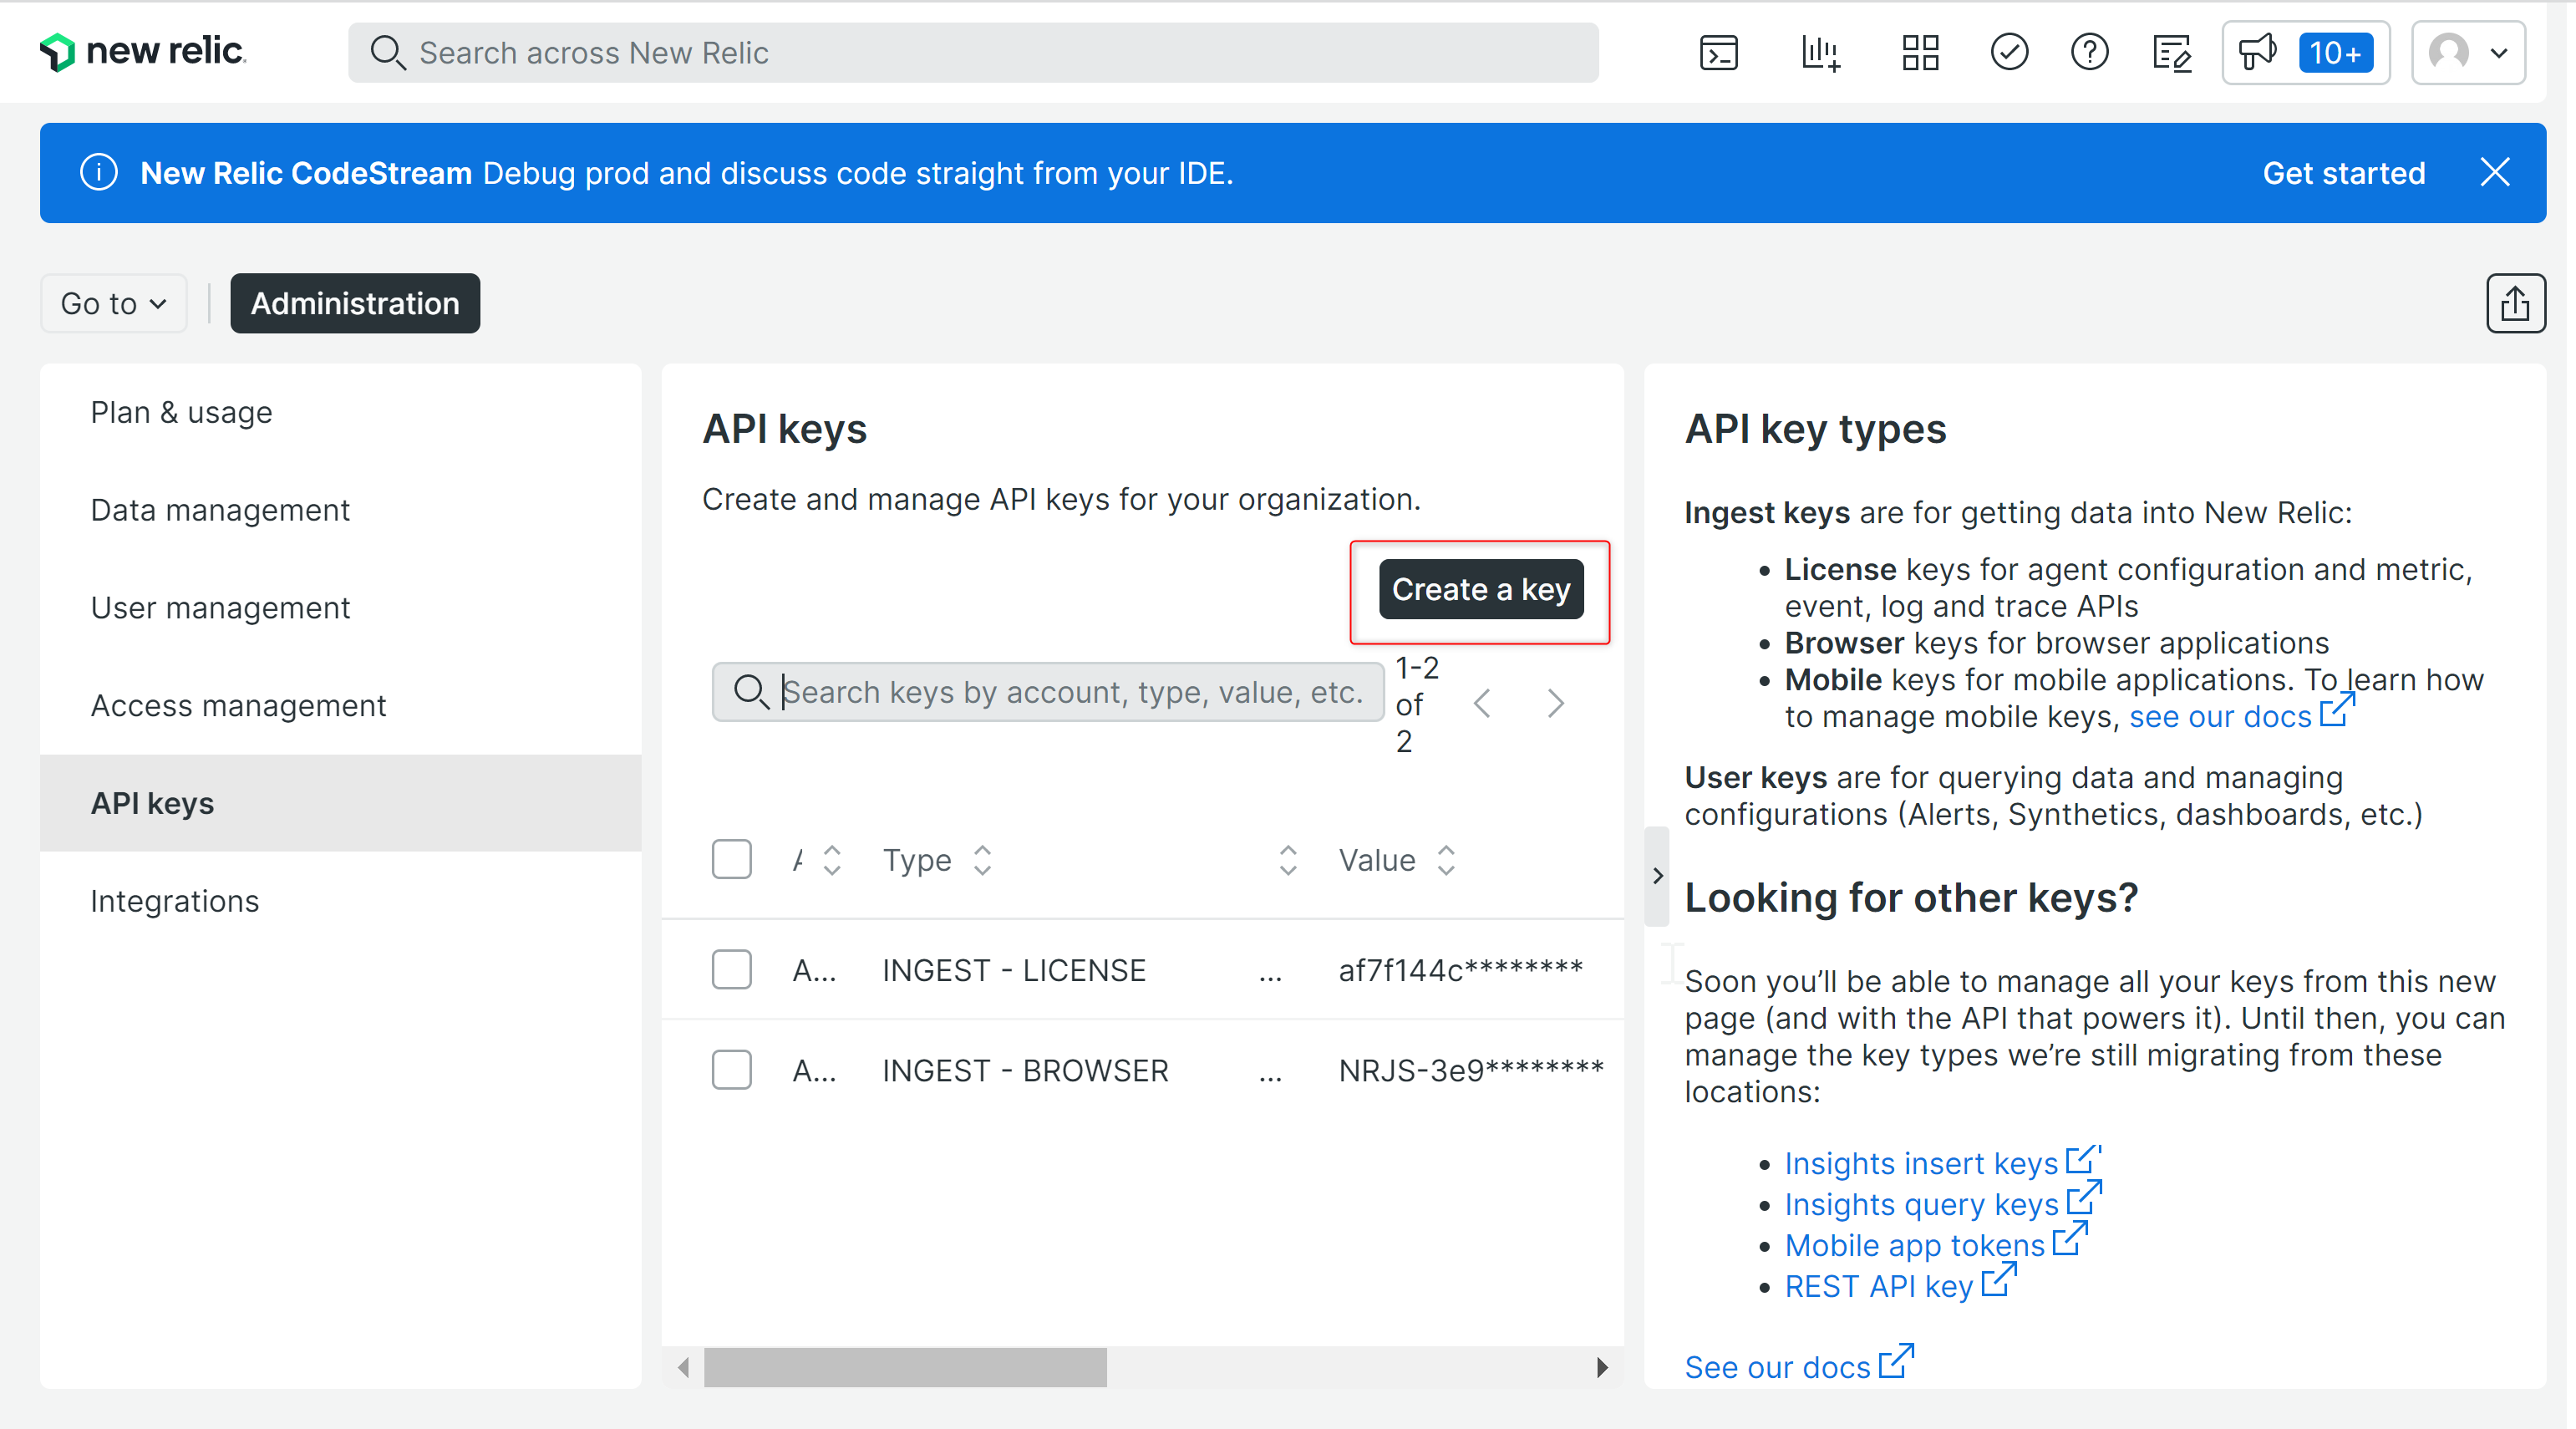 new relic.
Search across New Relic
10+
New Relic CodeStream Debug prod and discuss code straight from your IDE.
Get started
Go to
Administration
Plan & usage
Data management
User management
Access management
API keys
Integrations
API keys
Create and manage API keys for your organization.
Create a key
Search keys by account, type, value, etc.
1-2
of
2
Type
Value
A... INGEST - LICENSE ... af7f144c********
A... INGEST - BROWSER ... NRJS-3e9********
API key types
Ingest keys are for getting data into New Relic:
• License keys for agent configuration and metric,
event, log and trace APIs
• Browser keys for browser applications
• Mobile keys for mobile applications. To learn how
to manage mobile keys, see our docs
User keys are for querying data and managing
configurations (Alerts, Synthetics, dashboards, etc.)
Looking for other keys?
Soon you’ll be able to manage all your keys from this new
page (and with the API that powers it). Until then, you can
manage the key types we’re still migrating from these
locations:
• Insights insert keys
• Insights query keys
• Mobile app tokens
• REST API key
See our docs